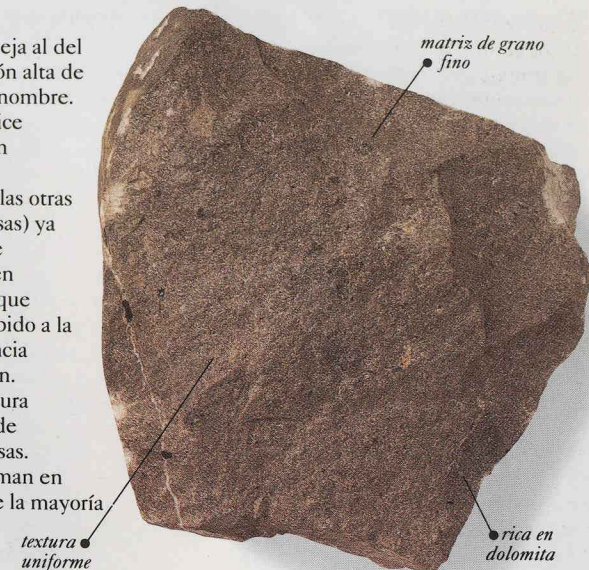 eja al del
ón alta de
nombre.
ice
n
las otras
sas) ya
e
en
que
bido a la
ncia
n.
tura
de
sas.
man en
e la mayoría
matriz de grano
fino
textura
uniforme
rica en
dolomita